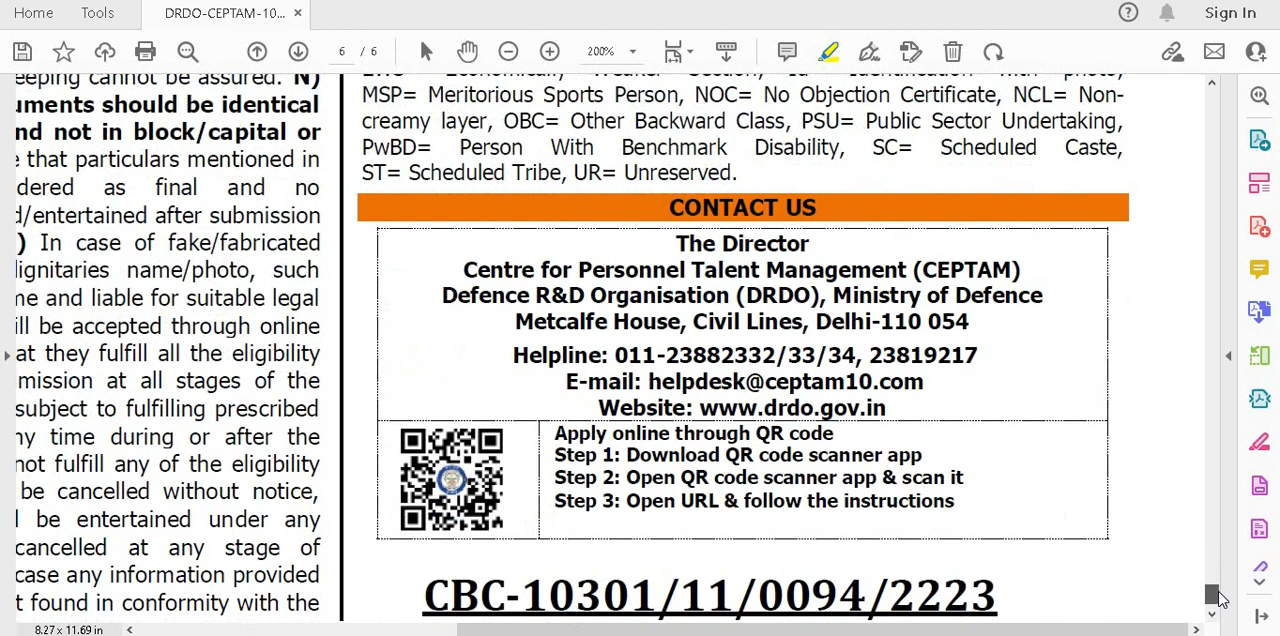 Home
Tools
DRDO-CEPTAM-10...
Sign In
6 / 6
200%
eeping cannot be assured. N)
uments should be identical
nd not in block/capital or
e that particulars mentioned in
dered as final and no
d/entertained after submission
) In case of fake/fabricated
lignitaries name/photo, such
me and liable for suitable legal
ill be accepted through online
at they fulfill all the eligibility
mission at all stages of the
subject to fulfilling prescribed
ny time during or after the
not fulfill any of the eligibility
be cancelled without notice,
l be entertained under any
cancelled at any stage of
case any information provided
t found in conformity with the
EWS= Economically Weaker Section, Id= Identification with photo,
MSP= Meritorious Sports Person, NOC= No Objection Certificate, NCL= Non-
creamy layer, OBC= Other Backward Class, PSU= Public Sector Undertaking,
PwBD= Person With Benchmark Disability, SC= Scheduled Caste,
ST= Scheduled Tribe, UR= Unreserved.
CONTACT US
The Director
Centre for Personnel Talent Management (CEPTAM)
Defence R&D Organisation (DRDO), Ministry of Defence
Metcalfe House, Civil Lines, Delhi-110 054
Helpline: 011-23882332/33/34, 23819217
E-mail: helpdesk@ceptam10.com
Website: www.drdo.gov.in
Apply online through QR code
Step 1: Download QR code scanner app
Step 2: Open QR code scanner app & scan it
Step 3: Open URL & follow the instructions
CBC-10301/11/0094/2223
8.27 x 11.69 in